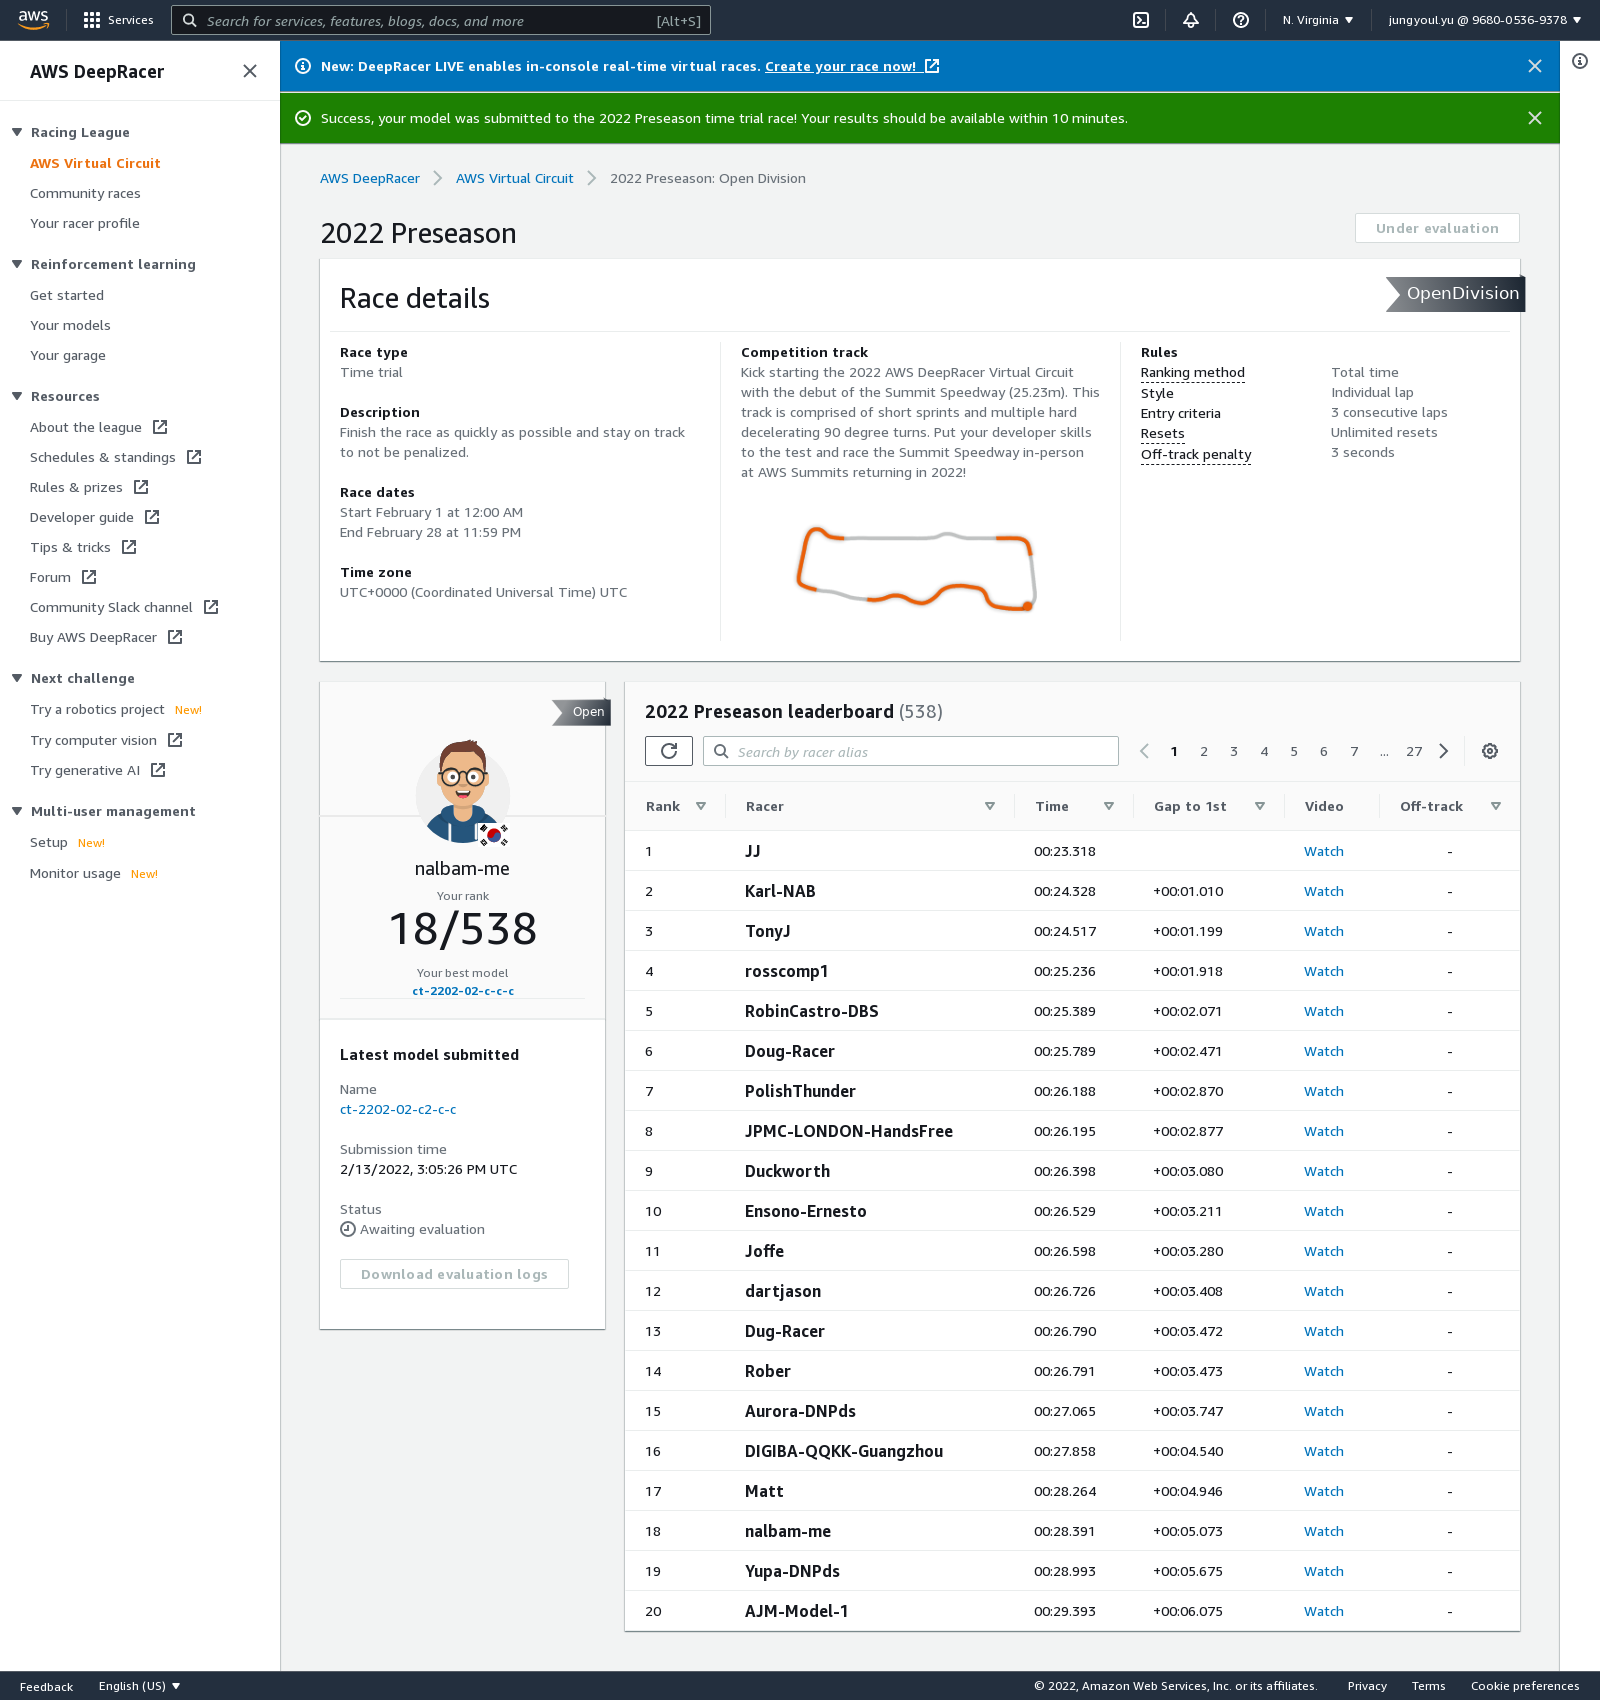 aws
Services
Search for services, features, blogs, docs, and more
[Alt+S]
N. Virginia
jungyoul.yu @ 9680-0536-9378
AWS DeepRacer
Racing League
AWS Virtual Circuit
Community races
Your racer profile
Reinforcement learning
Get started
Your models
Your garage
Resources
About the league
Schedules & standings
Rules & prizes
Developer guide
Tips & tricks
Forum
Community Slack channel
Buy AWS DeepRacer
Next challenge
Try a robotics project New!
Try computer vision
Try generative AI
Multi-user management
Setup New!
Monitor usage New!
New: DeepRacer LIVE enables in-console real-time virtual races. Create your race now!
Success, your model was submitted to the 2022 Preseason time trial race! Your results should be available within 10 minutes.
AWS DeepRacer
AWS Virtual Circuit
2022 Preseason: Open Division
2022 Preseason
Under evaluation
Race details
OpenDivision
Race type
Time trial
Description
Finish the race as quickly as possible and stay on track
to not be penalized.
Race dates
Start February 1 at 12:00 AM
End February 28 at 11:59 PM
Time zone
UTC+0000 (Coordinated Universal Time) UTC
Competition track
Kick starting the 2022 AWS DeepRacer Virtual Circuit
with the debut of the Summit Speedway (25.23m). This
track is comprised of short sprints and multiple hard
decelerating 90 degree turns. Put your developer skills
to the test and race the Summit Speedway in-person
at AWS Summits returning in 2022!
Rules
Ranking method Total time
Style Individual lap
Entry criteria 3 consecutive laps
Resets Unlimited resets
Off-track penalty 3 seconds
Open
nalbam-me
Your rank
18/538
Your best model
ct-2202-02-c-c-c
Latest model submitted
Name
ct-2202-02-c2-c-c
Submission time
2/13/2022, 3:05:26 PM UTC
Status
Awaiting evaluation
Download evaluation logs
2022 Preseason leaderboard (538)
Search by racer alias
1 2 3 4 5 6 7 ... 27
Rank Racer Time Gap to 1st Video Off-track
1 JJ 00:23.318 Watch -
2 Karl-NAB 00:24.328 +00:01.010 Watch -
3 TonyJ 00:24.517 +00:01.199 Watch -
4 rosscomp1 00:25.236 +00:01.918 Watch -
5 RobinCastro-DBS 00:25.389 +00:02.071 Watch -
6 Doug-Racer 00:25.789 +00:02.471 Watch -
7 PolishThunder 00:26.188 +00:02.870 Watch -
8 JPMC-LONDON-HandsFree 00:26.195 +00:02.877 Watch -
9 Duckworth 00:26.398 +00:03.080 Watch -
10 Ensono-Ernesto 00:26.529 +00:03.211 Watch -
11 Joffe 00:26.598 +00:03.280 Watch -
12 dartjason 00:26.726 +00:03.408 Watch -
13 Dug-Racer 00:26.790 +00:03.472 Watch -
14 Rober 00:26.791 +00:03.473 Watch -
15 Aurora-DNPds 00:27.065 +00:03.747 Watch -
16 DIGIBA-QQKK-Guangzhou 00:27.858 +00:04.540 Watch -
17 Matt 00:28.264 +00:04.946 Watch -
18 nalbam-me 00:28.391 +00:05.073 Watch -
19 Yupa-DNPds 00:28.993 +00:05.675 Watch -
20 AJM-Model-1 00:29.393 +00:06.075 Watch -
Feedback
English (US)
© 2022, Amazon Web Services, Inc. or its affiliates.
Privacy
Terms
Cookie preferences